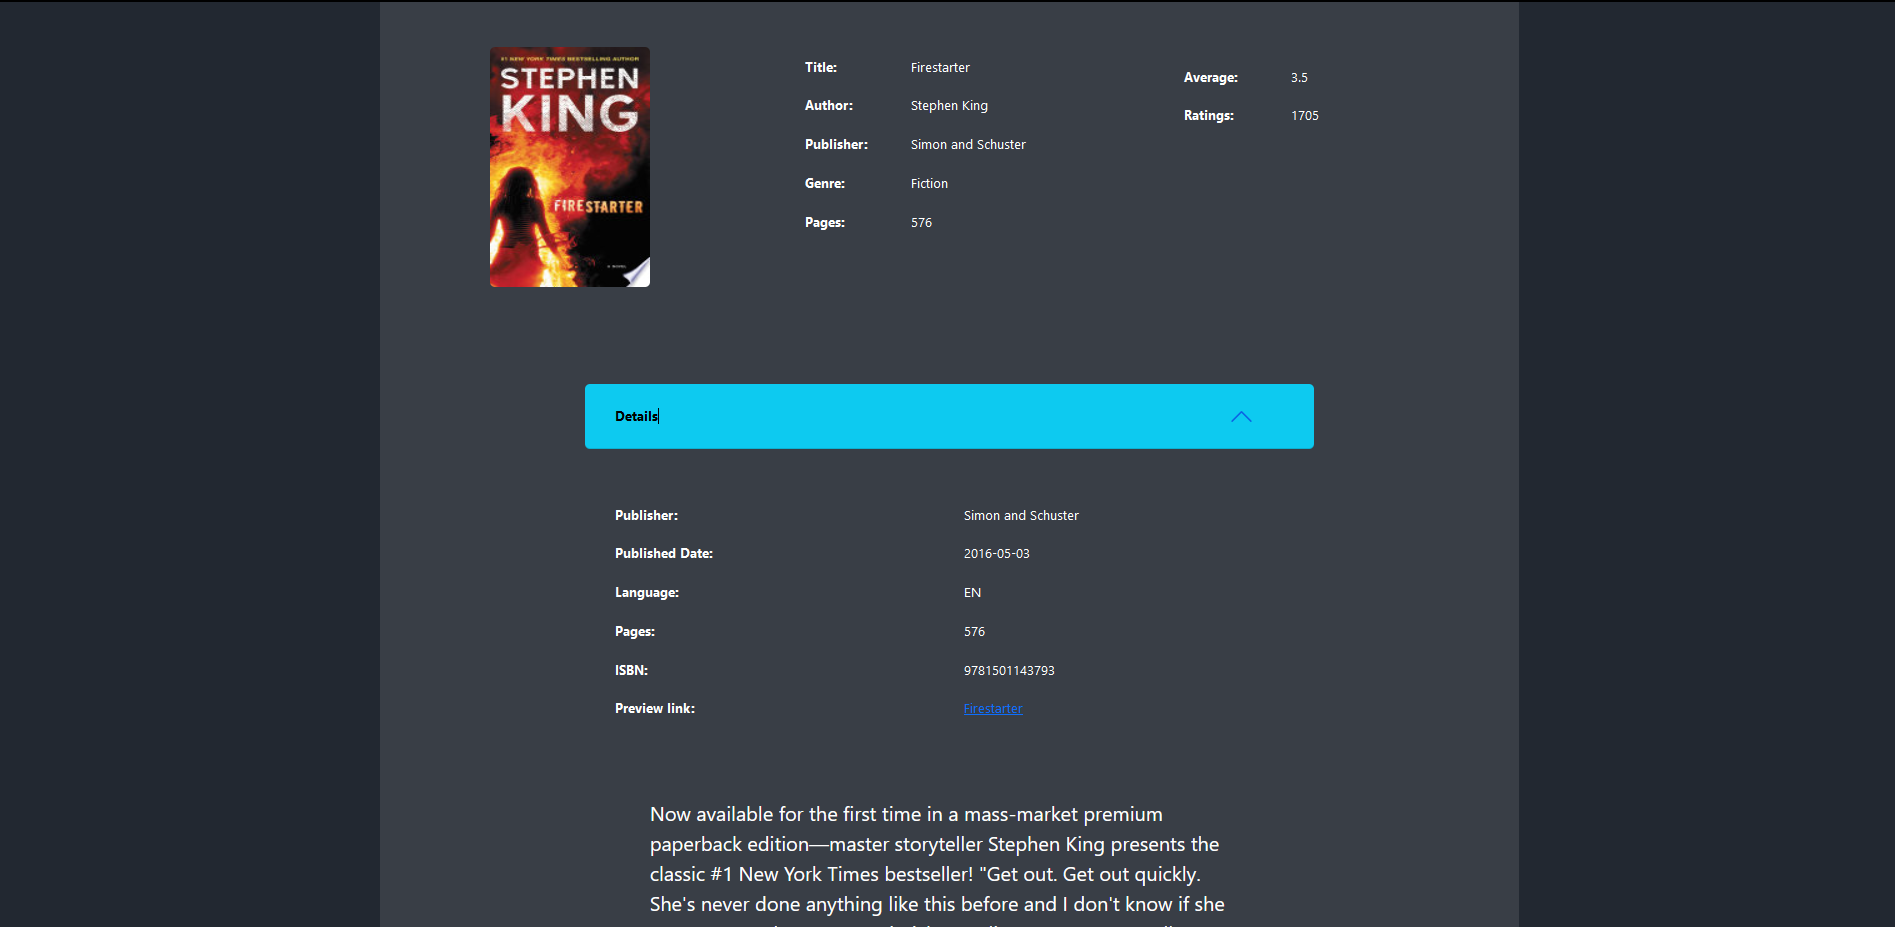 #1 NEW YORK TIMES BESTSELLING AUTHOR
STEPHEN
KING
FIRESTARTER
A NOVEL
Title: Firestarter
Author: Stephen King
Publisher: Simon and Schuster
Genre: Fiction
Pages: 576
Average: 3.5
Ratings: 1705
Details
Publisher: Simon and Schuster
Published Date: 2016-05-03
Language: EN
Pages: 576
ISBN: 9781501143793
Preview link: Firestarter
Now available for the first time in a mass-market premium
paperback edition—master storyteller Stephen King presents the
classic #1 New York Times bestseller! "Get out. Get out quickly.
She's never done anything like this before and I don't know if she